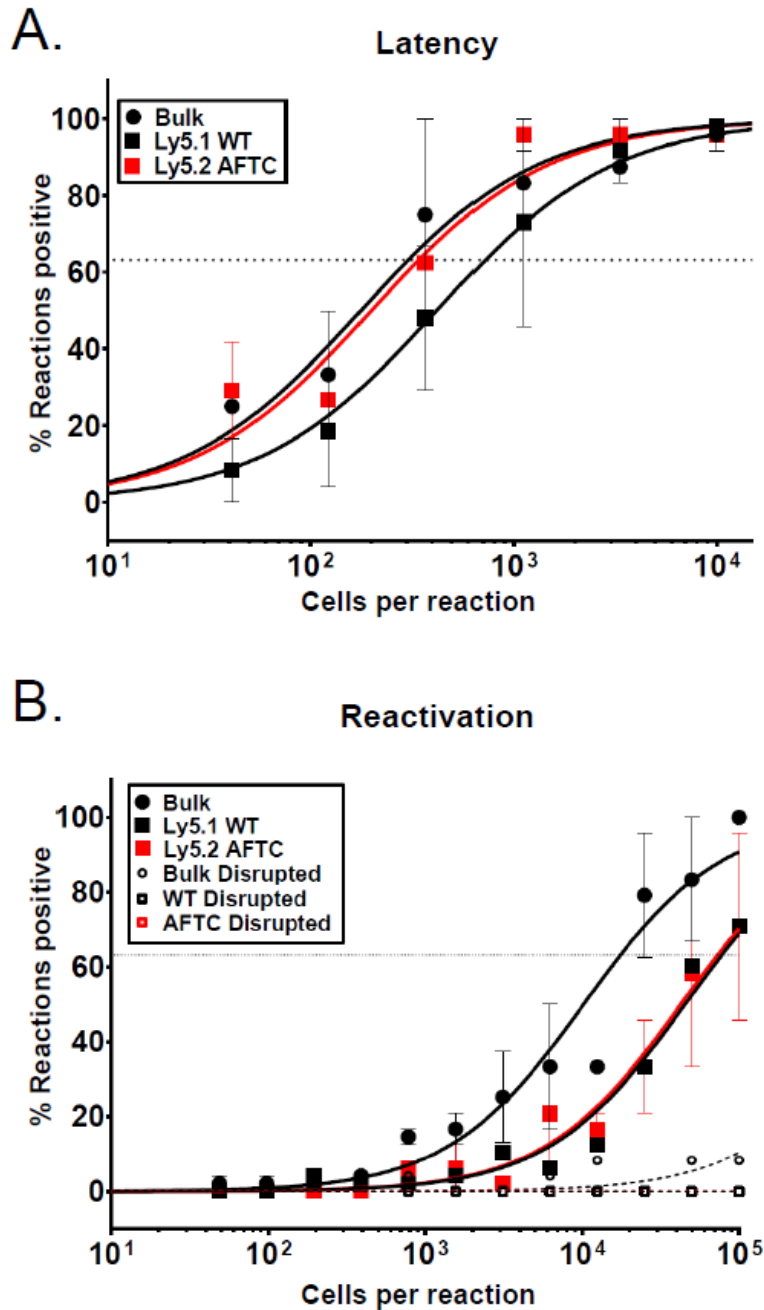 A.
Latency
Bulk
Ly5.1 WT
Ly5.2 AFTC
% Reactions positive
100
80
60
40
20
0
10¹ 10² 10³ 10⁴
Cells per reaction
B.
Reactivation
Bulk
Ly5.1 WT
Ly5.2 AFTC
Bulk Disrupted
WT Disrupted
AFTC Disrupted
% Reactions positive
100
80
60
40
20
0
10¹ 10² 10³ 10⁴ 10⁵
Cells per reaction